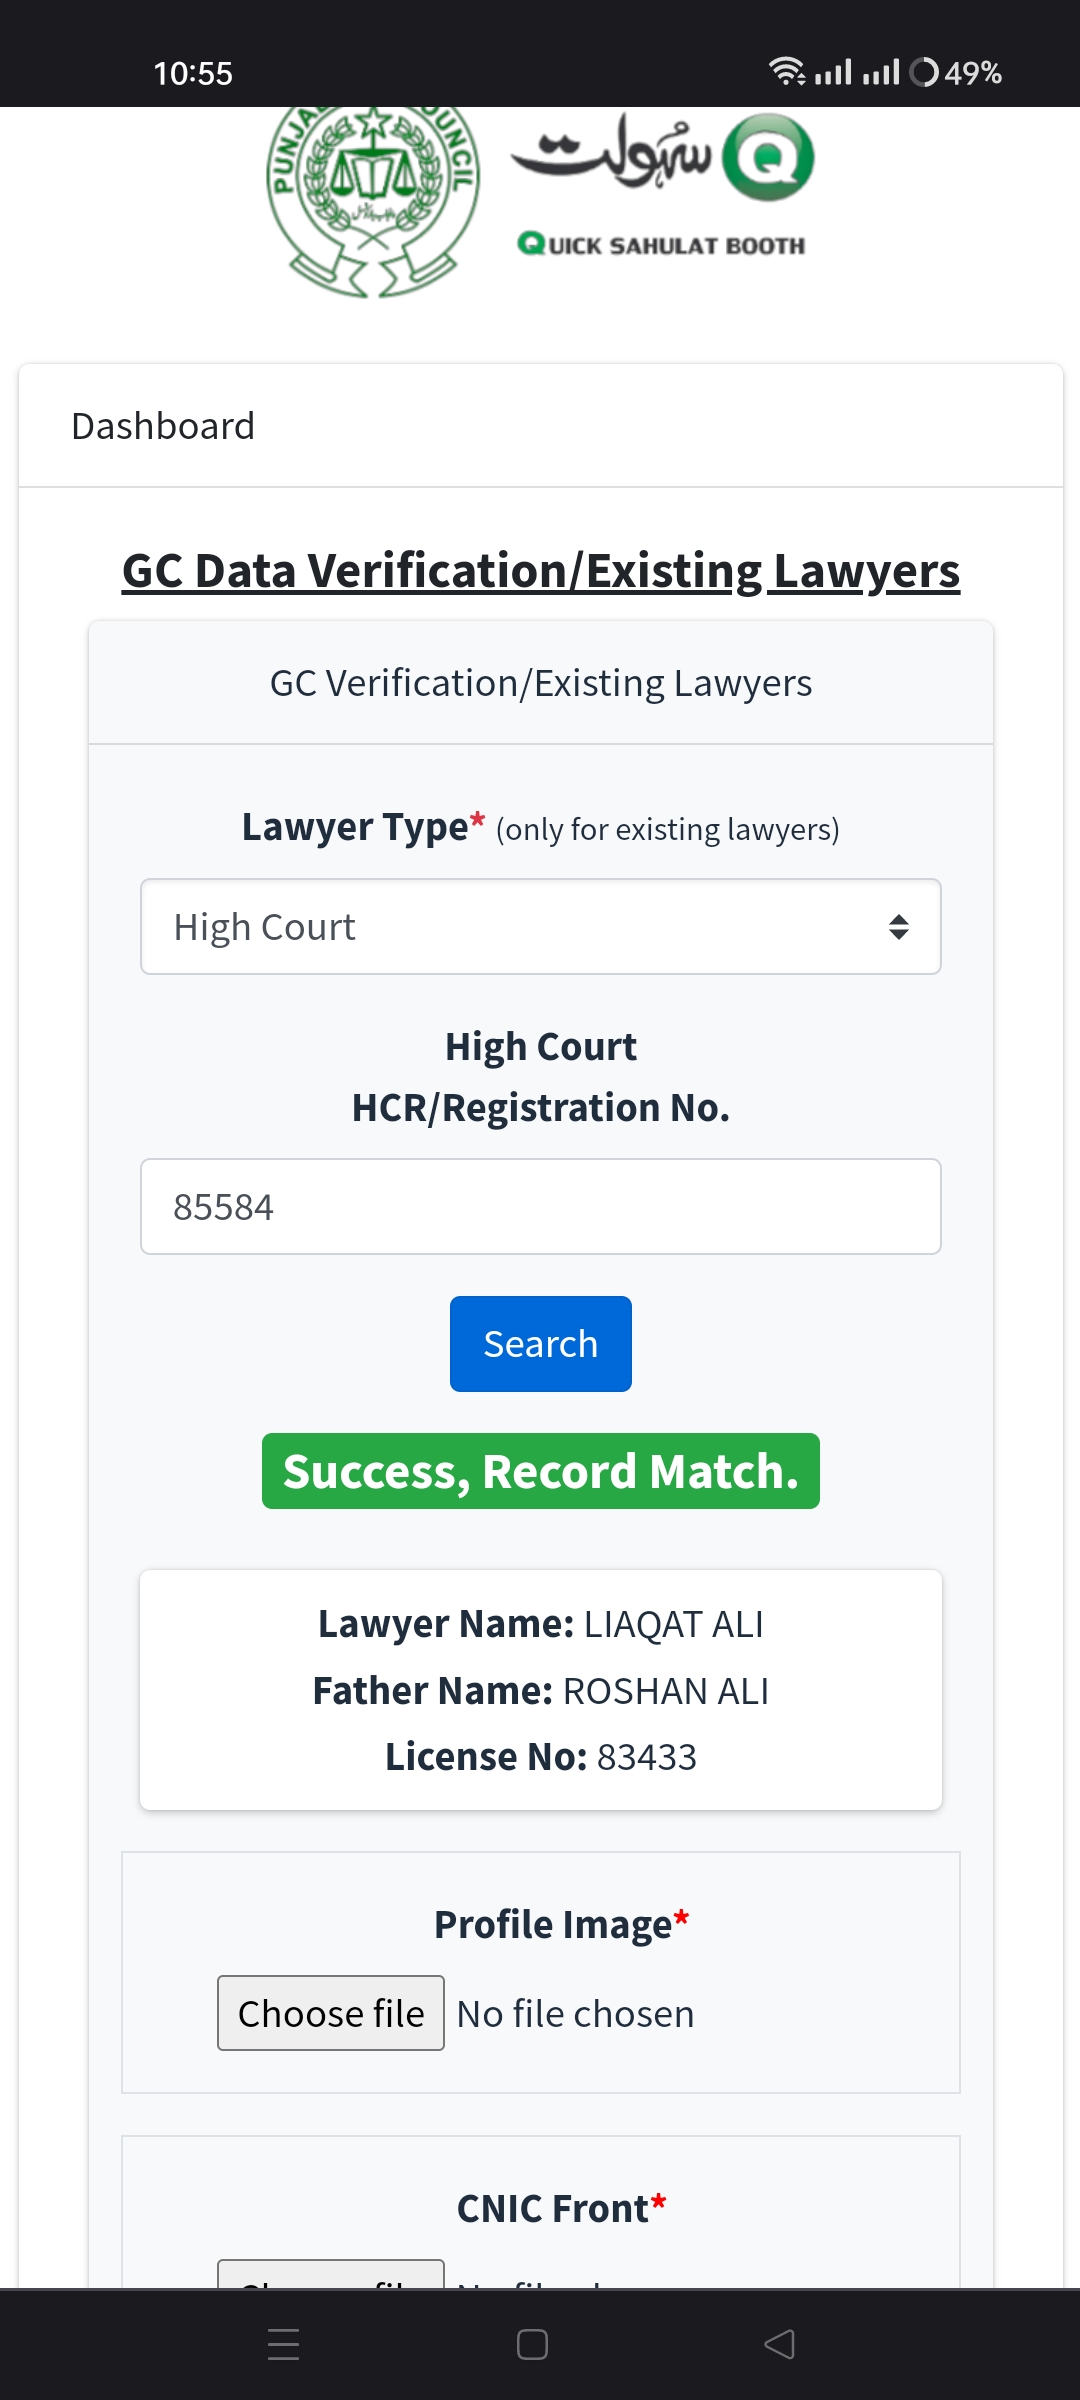 10:55
49%
PUNJAB
COUNCIL
سہولت
QUICK SAHULAT BOOTH
Dashboard
GC Data Verification/Existing Lawyers
GC Verification/Existing Lawyers
Lawyer Type* (only for existing lawyers)
High Court
High Court
HCR/Registration No.
85584
Search
Success, Record Match.
Lawyer Name: LIAQAT ALI
Father Name: ROSHAN ALI
License No: 83433
Profile Image*
Choose file No file chosen
CNIC Front*